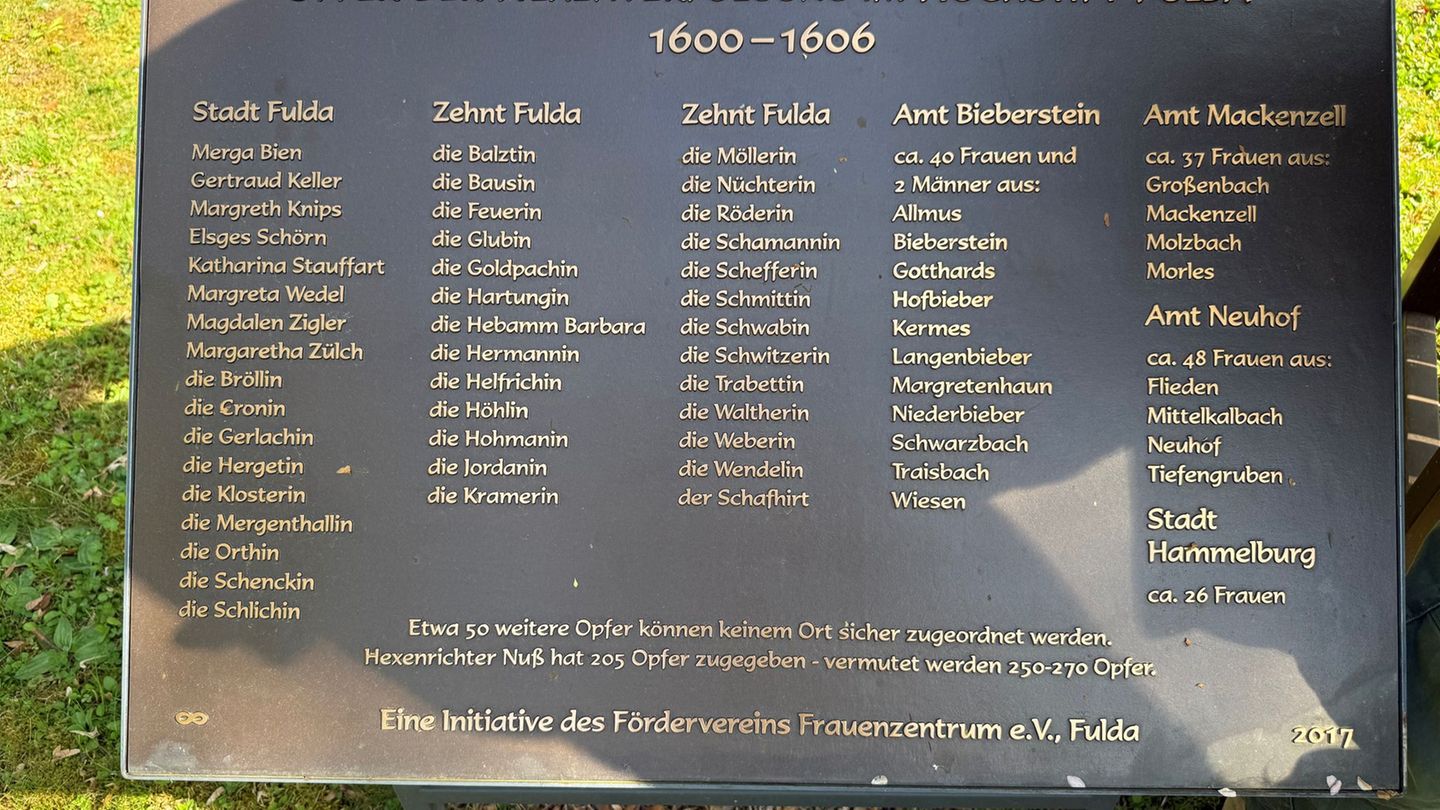 1600 – 1606
Stadt Fulda
Merga Bien
Gertraud Keller
Margreth Knips
Elsges Schörn
Katharina Stauffart
Margreta Wedel
Magdalen Zigler
Margaretha Zülch
die Bröllin
die Cronin
die Gerlachin
die Hergetin
die Klosterin
die Mergenthallin
die Orthin
die Schenckin
die Schlichin
Zehnt Fulda
die Balztin
die Bausin
die Feuerin
die Glubin
die Goldpachin
die Hartungin
die Hebamm Barbara
die Hermannin
die Helfrichin
die Höhlin
die Hohmanin
die Jordanin
die Kramerin
Zehnt Fulda
die Möllerin
die Nüchterin
die Röderin
die Schamannin
die Schefferin
die Schmittin
die Schwabin
die Schwitzerin
die Trabettin
die Waltherin
die Weberin
die Wendelin
der Schafhirt
Amt Bieberstein
ca. 40 Frauen und
2 Männer aus:
Allmus
Bieberstein
Gotthards
Hofbieber
Kermes
Langenbieber
Margretenhaun
Niederbieber
Schwarzbach
Traisbach
Wiesen
Amt Mackenzell
ca. 37 Frauen aus:
Großenbach
Mackenzell
Molzbach
Morles
Amt Neuhof
ca. 48 Frauen aus:
Flieden
Mittelkalbach
Neuhof
Tiefengruben
Stadt
Hammelburg
ca. 26 Frauen
Etwa 50 weitere Opfer können keinem Ort sicher zugeordnet werden.
Hexenrichter Nuß hat 205 Opfer zugegeben - vermutet werden 250-270 Opfer.
Eine Initiative des Fördervereins Frauenzentrum e.V., Fulda
2017